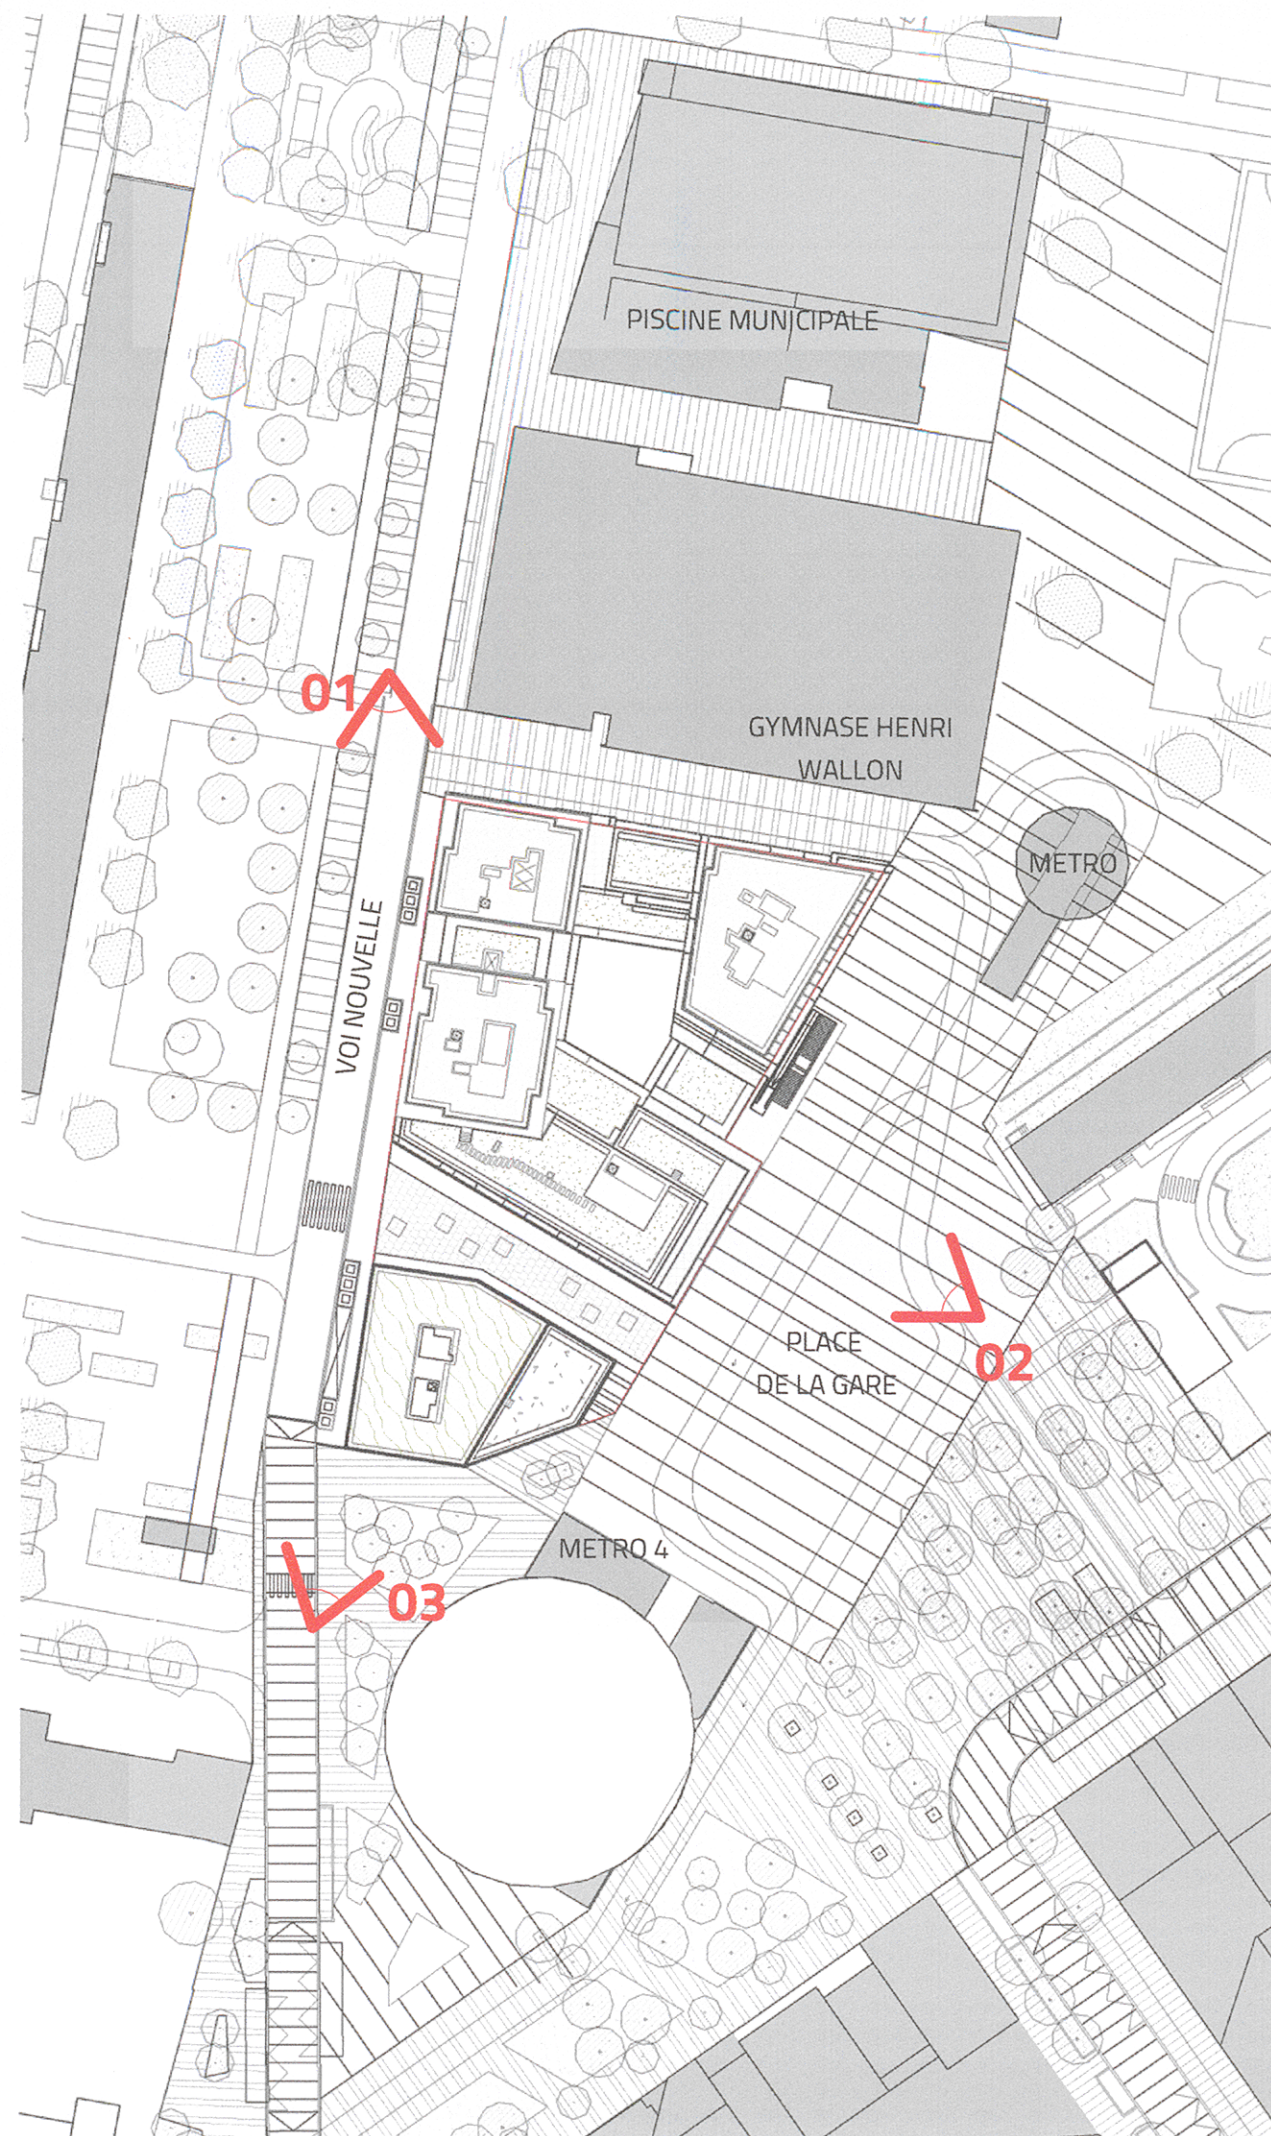 PISCINE MUNICIPALE
01
GYMNASE HENRI
WALLON
METRO
VOI NOUVELLE
PLACE
DE LA GARE
02
METRO 4
03